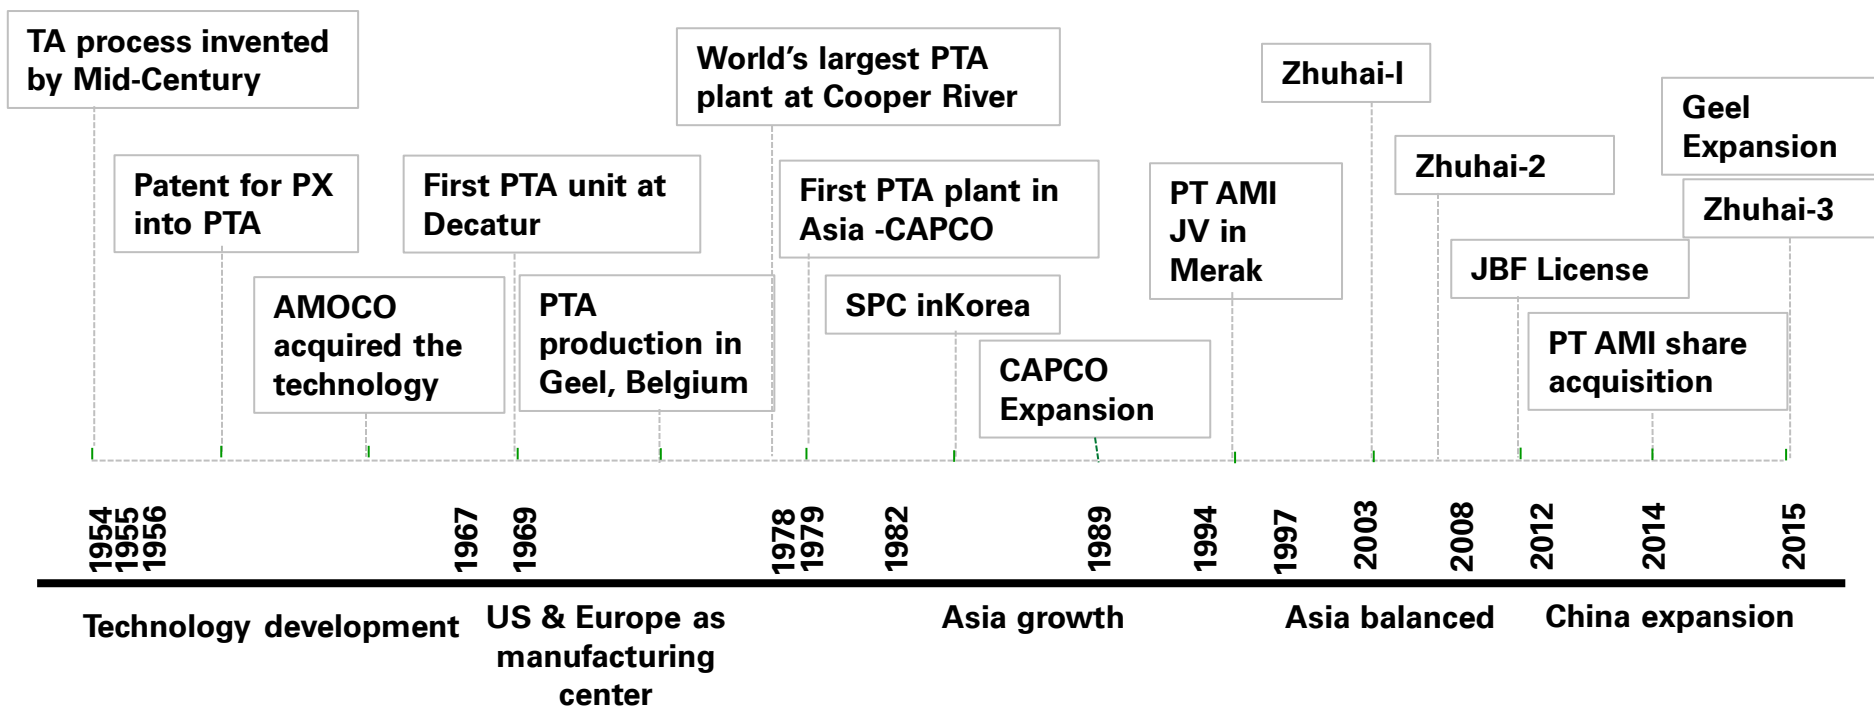 TA process invented
by Mid-Century
Patent for PX
into PTA
AMOCO
acquired the
technology
First PTA unit at
Decatur
PTA
production in
Geel, Belgium
World's largest PTA
plant at Cooper River
First PTA plant in
Asia -CAPCO
SPC inKorea
CAPCO
Expansion
PT AMI
JV in
Merak
Zhuhai-I
Zhuhai-2
JBF License
PT AMI share
acquisition
Geel
Expansion
Zhuhai-3
1954
1955
1956
1967
1969
1978
1979
1982
1989
1994
1997
2003
2008
2012
2014
2015
Technology development
US & Europe as
manufacturing
center
Asia growth
Asia balanced
China expansion